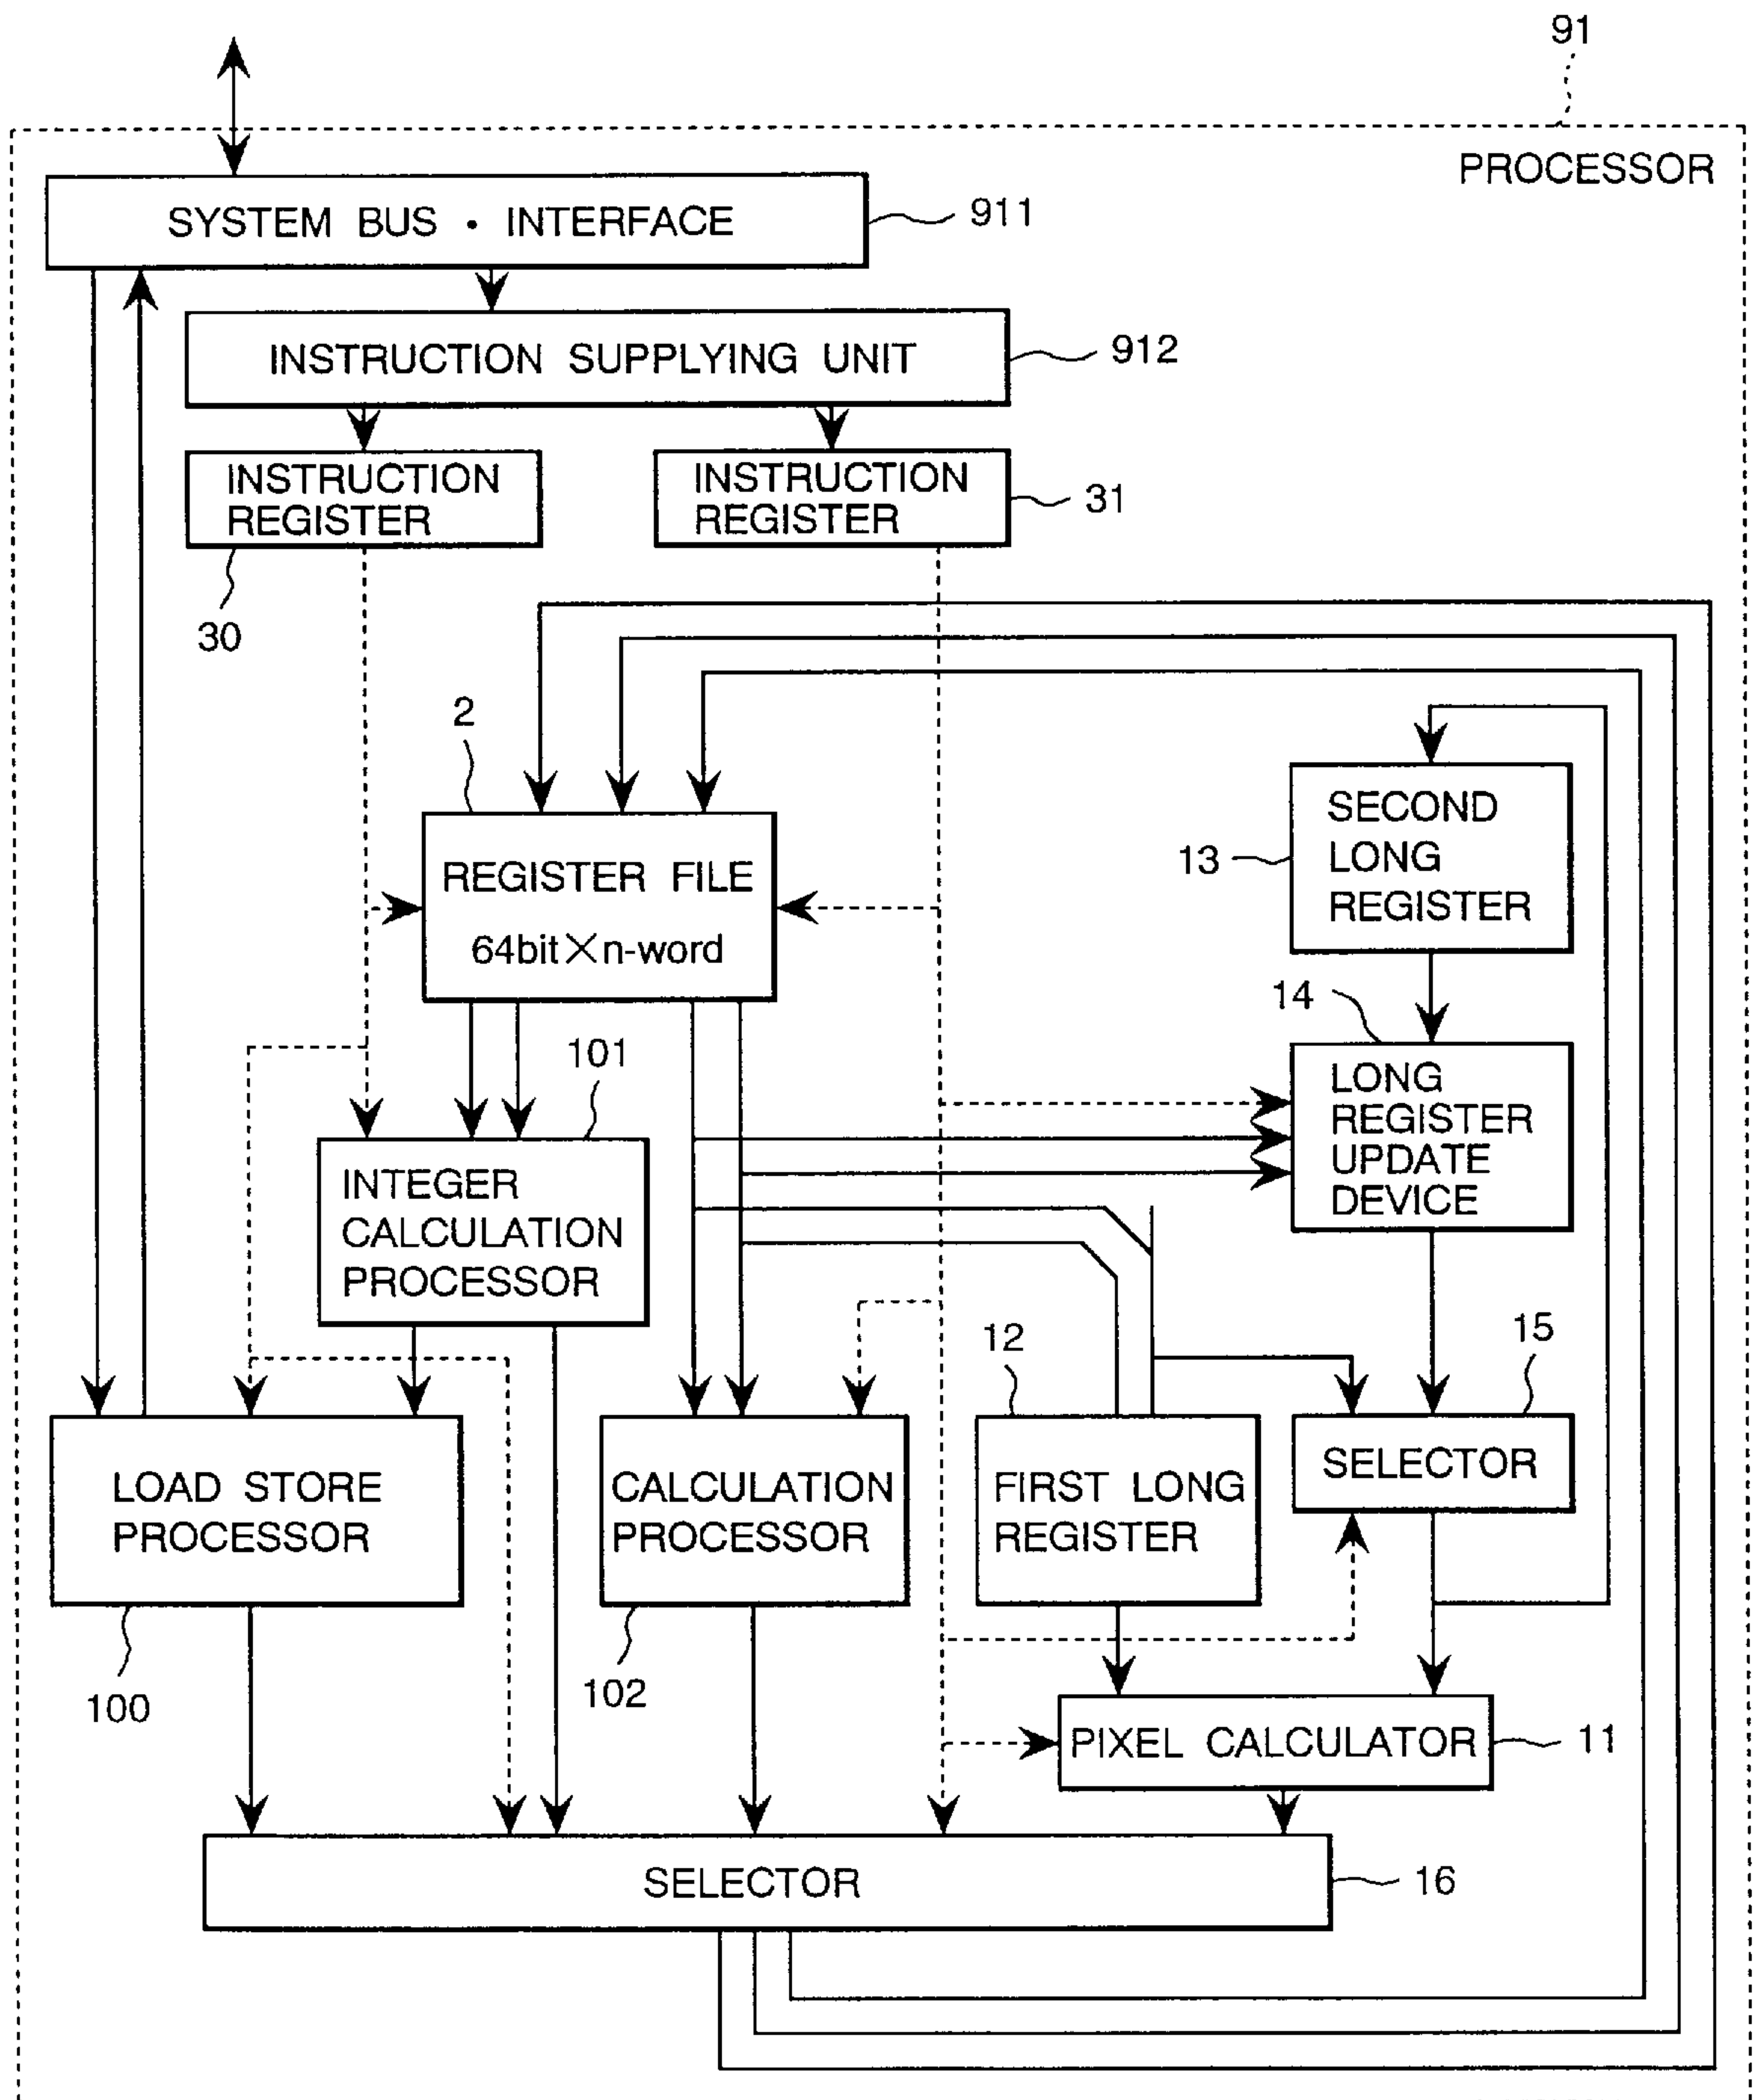 91
PROCESSOR
SYSTEM BUS • INTERFACE
911
INSTRUCTION SUPPLYING UNIT
912
INSTRUCTION
REGISTER
30
INSTRUCTION
REGISTER
31
2
REGISTER FILE
64bit×n-word
SECOND
LONG
REGISTER
13
14
LONG
REGISTER
UPDATE
DEVICE
101
INTEGER
CALCULATION
PROCESSOR
12
15
LOAD STORE
PROCESSOR
100
CALCULATION
PROCESSOR
102
FIRST LONG
REGISTER
SELECTOR
PIXEL CALCULATOR
11
SELECTOR
16